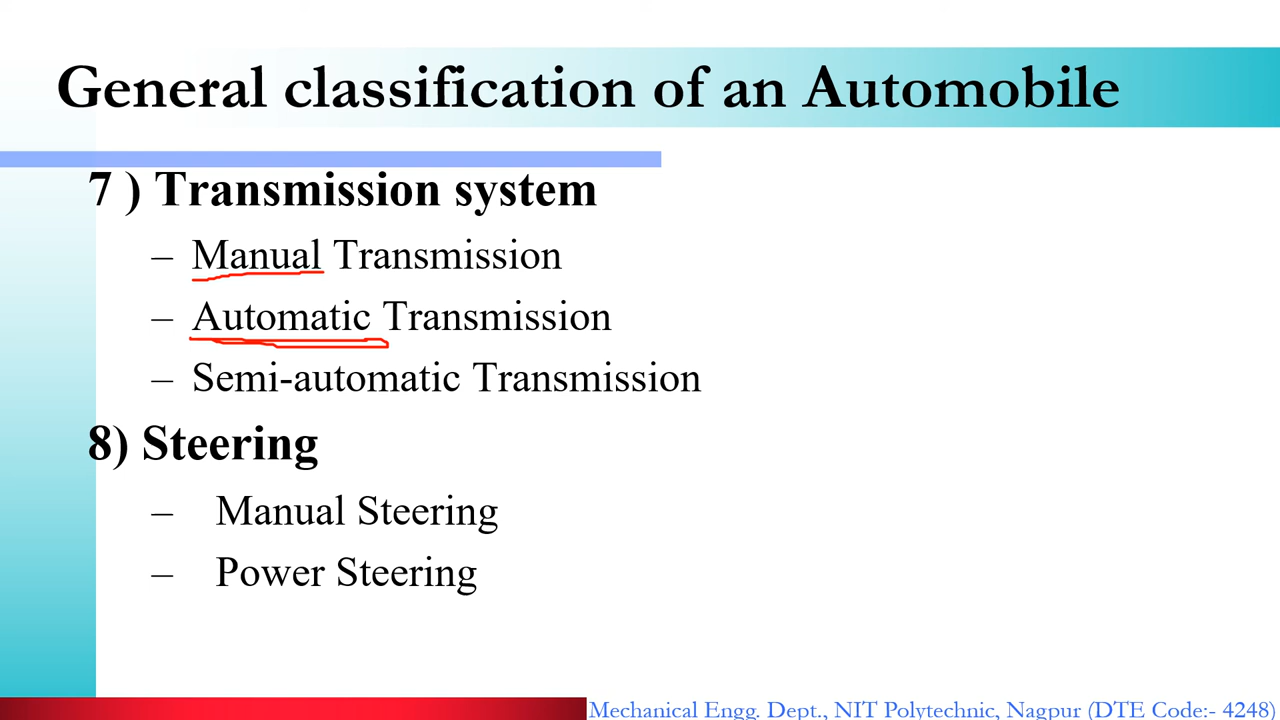 General classification of an Automobile
7 ) Transmission system
– Manual Transmission
– Automatic Transmission
– Semi-automatic Transmission
8) Steering
– Manual Steering
– Power Steering
Mechanical Engg. Dept., NIT Polytechnic, Nagpur (DTE Code:- 4248)